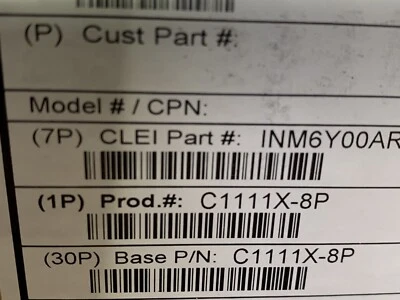 (P) Cust Part #:
Model # / CPN:
(7P) CLEI Part #: INM6Y00AR
(1P) Prod.#: C1111X-8P
(30P) Base P/N: C1111X-8P